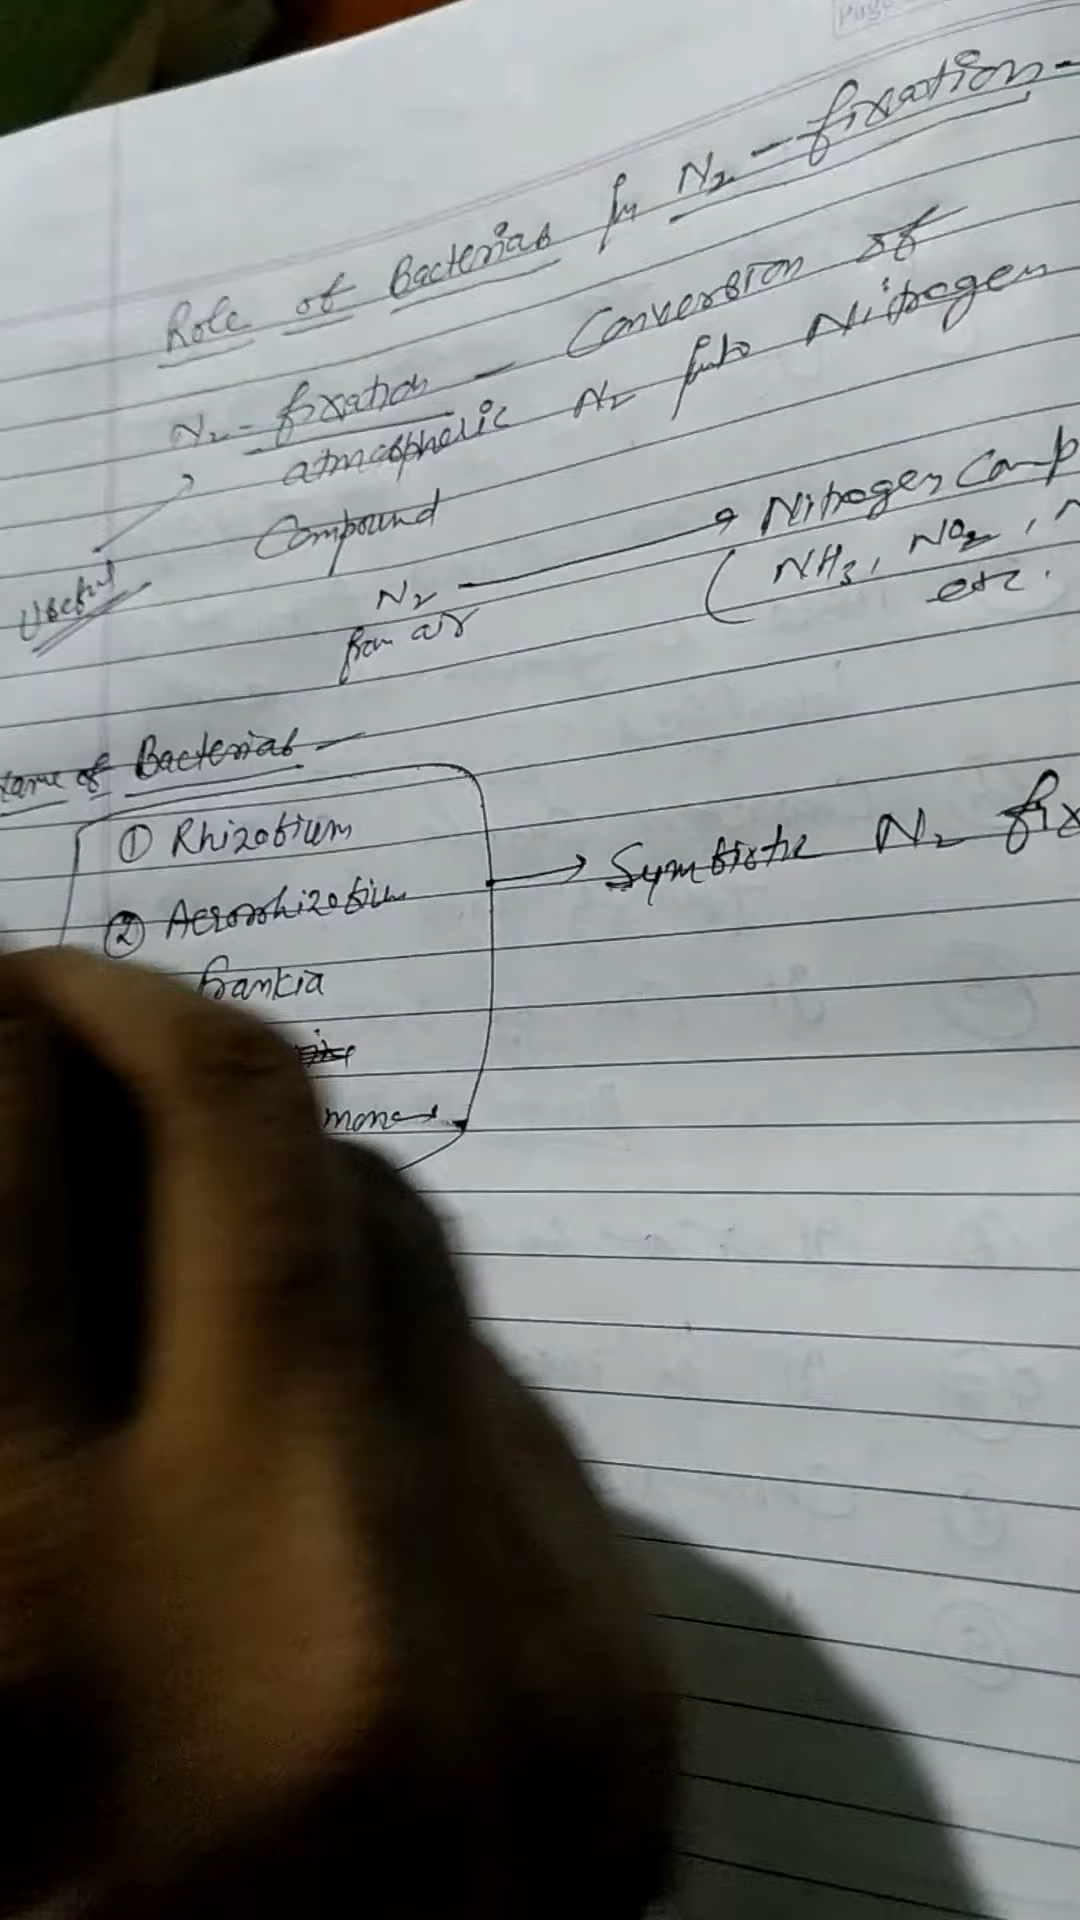 Page
Role of Bacterias in N2 - fixation -
N2 - fixation - Conversion of
atmospheric N2 into Nitrogen
Compound
Useful
N2 → Nitrogen Comp
from air
(NH3, NO2, N
etc.
Name of Bacterias -
① Rhizobium
② Aerorhizobium
→ Symbiotic N2 fix
frankia